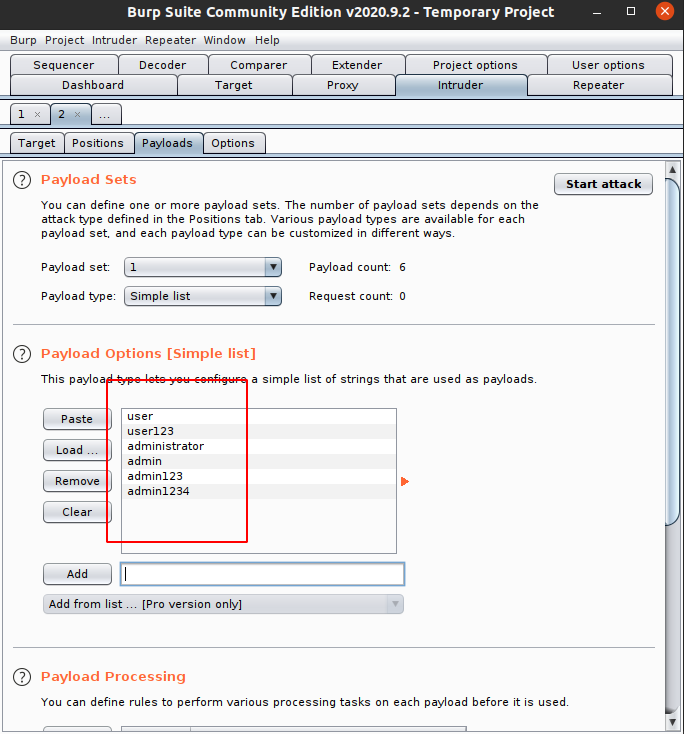 Burp Suite Community Edition v2020.9.2 - Temporary Project
Burp Project Intruder Repeater Window Help
Sequencer Decoder Comparer Extender Project options User options
Dashboard Target Proxy Intruder Repeater
1 × 2 × ...
Target Positions Payloads Options
? Payload Sets
Start attack
You can define one or more payload sets. The number of payload sets depends on the
attack type defined in the Positions tab. Various payload types are available for each
payload set, and each payload type can be customized in different ways.
Payload set: 1 Payload count: 6
Payload type: Simple list Request count: 0
? Payload Options [Simple list]
This payload type lets you configure a simple list of strings that are used as payloads.
Paste
Load ...
Remove
Clear
user
user123
administrator
admin
admin123
admin1234
Add
Add from list ... [Pro version only]
? Payload Processing
You can define rules to perform various processing tasks on each payload before it is used.